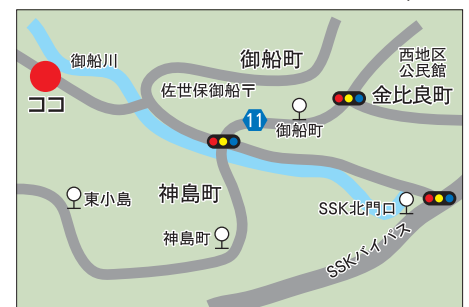 御船川
御船町
西地区
公民館
ココ
佐世保御船〒
金比良町
11
御船町
神島町
東小島
SSK北門口
神島町
SSKバイパス